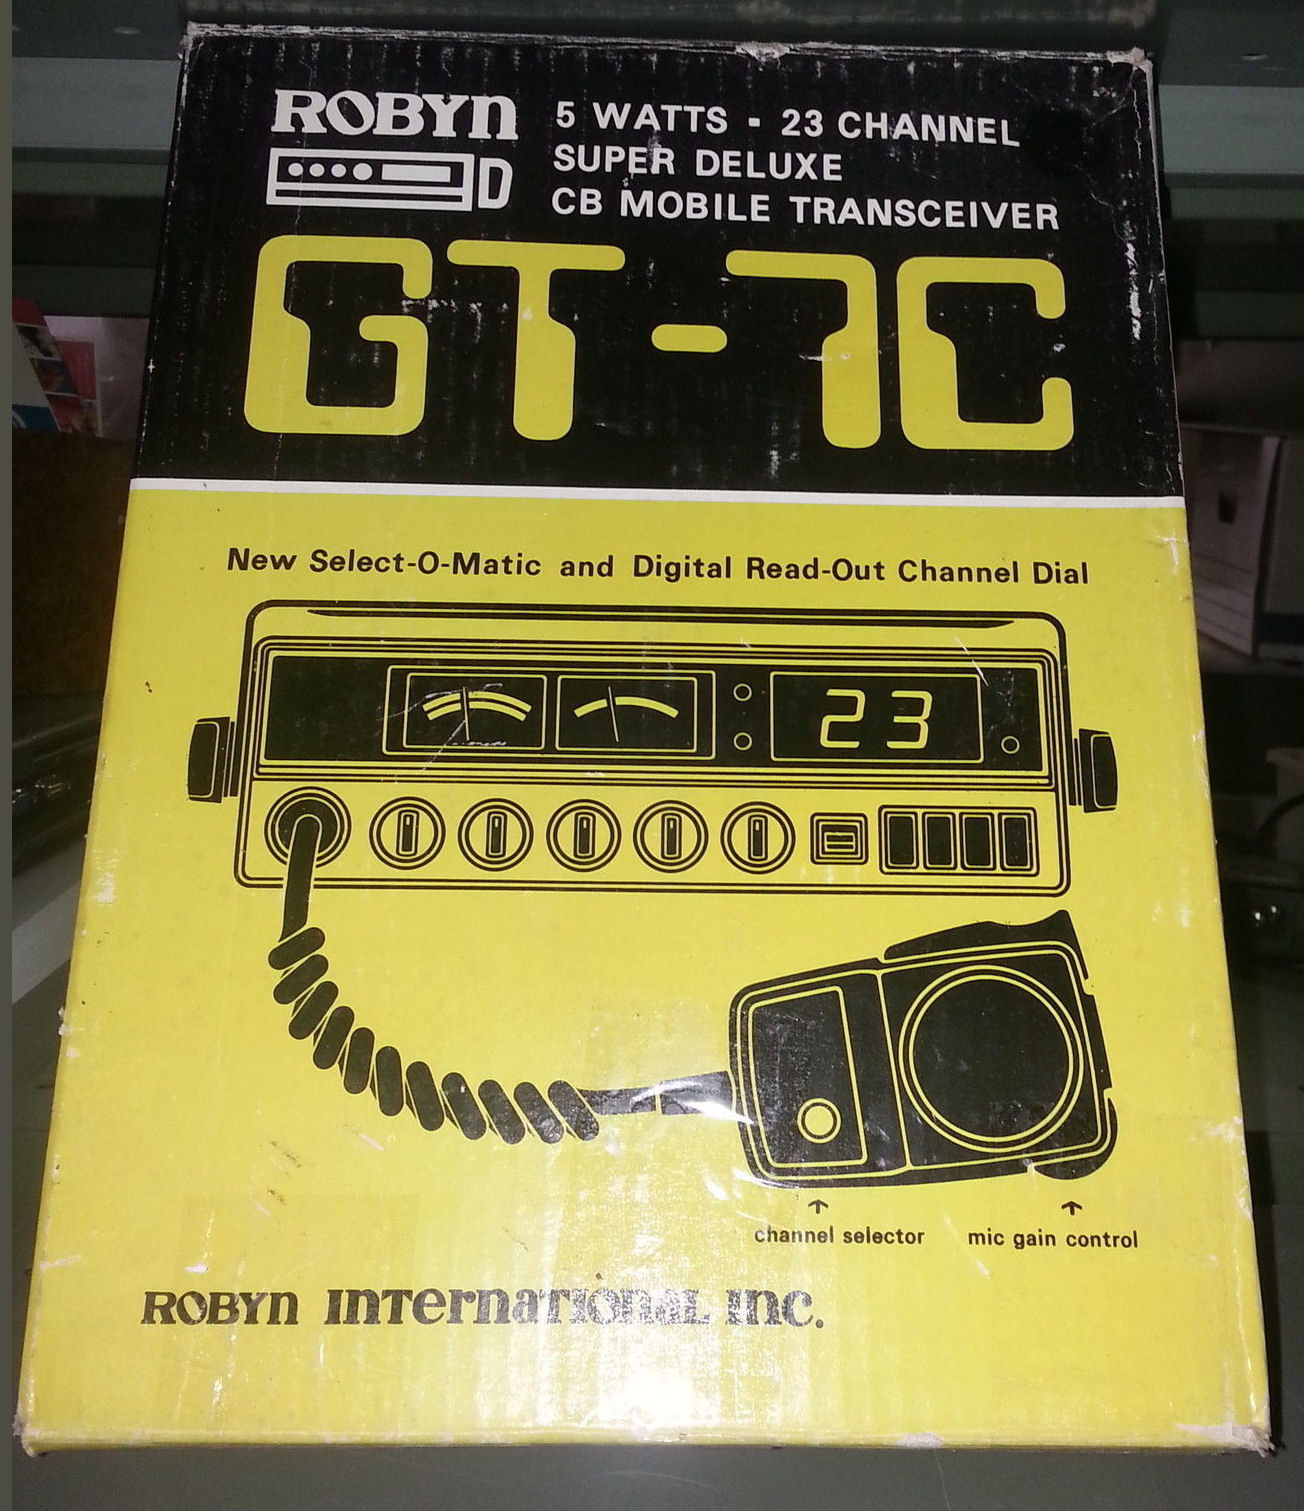 ROBYN
D
5 WATTS - 23 CHANNEL
SUPER DELUXE
CB MOBILE TRANSCEIVER
GT-7C
New Select-O-Matic and Digital Read-Out Channel Dial
23
channel selector
mic gain control
ROBYN INTERNATIONAL INC.